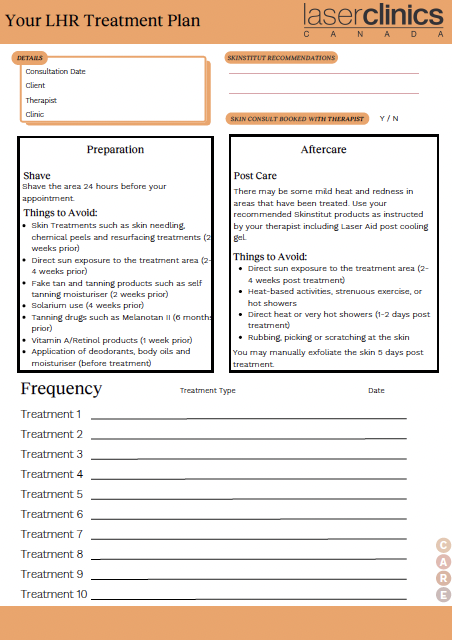 Your LHR Treatment Plan
laserclinics
CANADA
DETAILS
Consultation Date
Client
Therapist
Clinic
SKINSTITUT RECOMMENDATIONS
SKIN CONSULT BOOKED WITH THERAPIST Y / N
Preparation
Shave
Shave the area 24 hours before your
appointment.
Things to Avoid:
• Skin Treatments such as skin needling,
chemical peels and resurfacing treatments (2
weeks prior)
• Direct sun exposure to the treatment area (2-
4 weeks prior)
• Fake tan and tanning products such as self
tanning moisturiser (2 weeks prior)
• Solarium use (4 weeks prior)
• Tanning drugs such as Melanotan II (6 months
prior)
• Vitamin A/Retinol products (1 week prior)
• Application of deodorants, body oils and
moisturiser (before treatment)
Aftercare
Post Care
There may be some mild heat and redness in
areas that have been treated. Use your
recommended Skinstitut products as instructed
by your therapist including Laser Aid post cooling
gel.
Things to Avoid:
• Direct sun exposure to the treatment area (2-
4 weeks post treatment)
• Heat-based activities, strenuous exercise, or
hot showers
• Direct heat or very hot showers (1-2 days post
treatment)
• Rubbing, picking or scratching at the skin
You may manually exfoliate the skin 5 days post
treatment.
Frequency Treatment Type Date
Treatment 1
Treatment 2
Treatment 3
Treatment 4
Treatment 5
Treatment 6
Treatment 7
Treatment 8
Treatment 9
Treatment 10
C
A
R
E